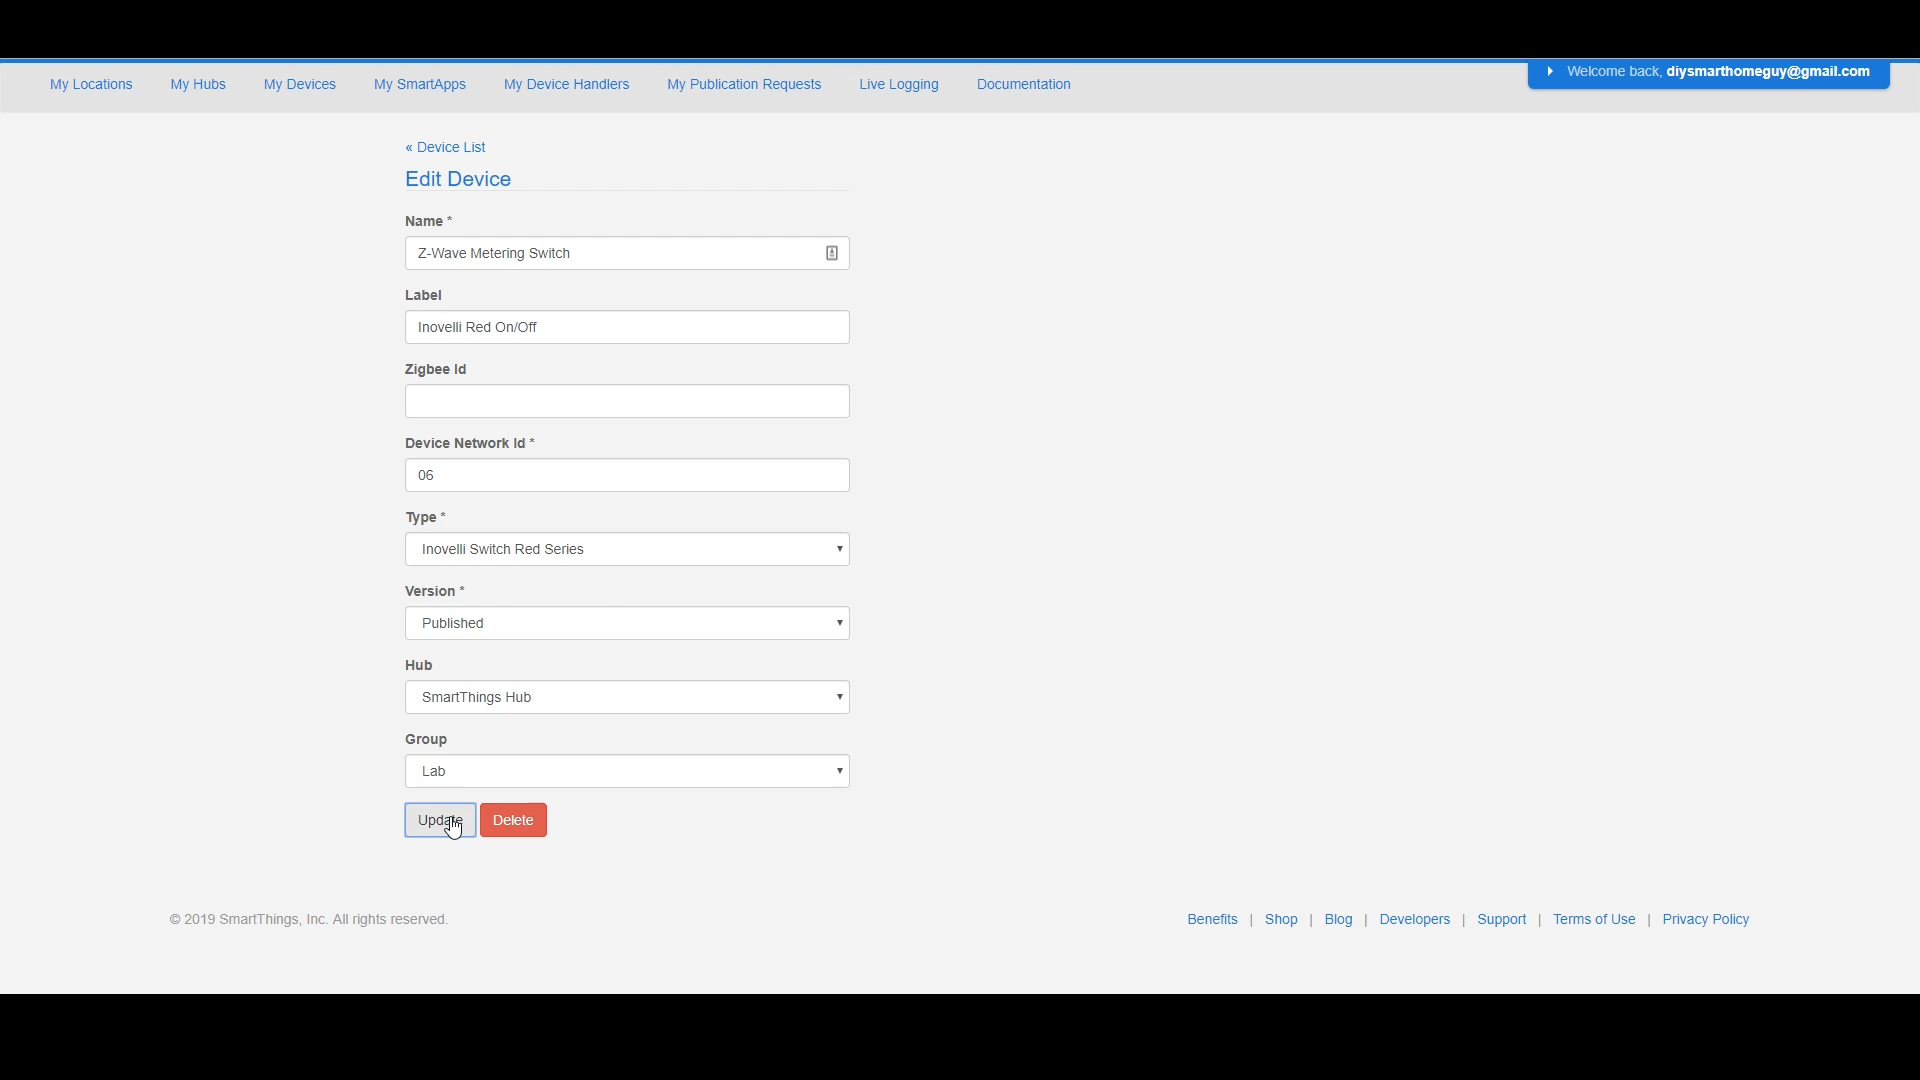 My Locations My Hubs My Devices My SmartApps My Device Handlers My Publication Requests Live Logging Documentation Welcome back, diysmarthomeguy@gmail.com
« Device List
Edit Device
Name *
Z-Wave Metering Switch
Label
Inovelli Red On/Off
Zigbee Id
Device Network Id *
06
Type *
Inovelli Switch Red Series
Version *
Published
Hub
SmartThings Hub
Group
Lab
Update Delete
© 2019 SmartThings, Inc. All rights reserved. Benefits | Shop | Blog | Developers | Support | Terms of Use | Privacy Policy